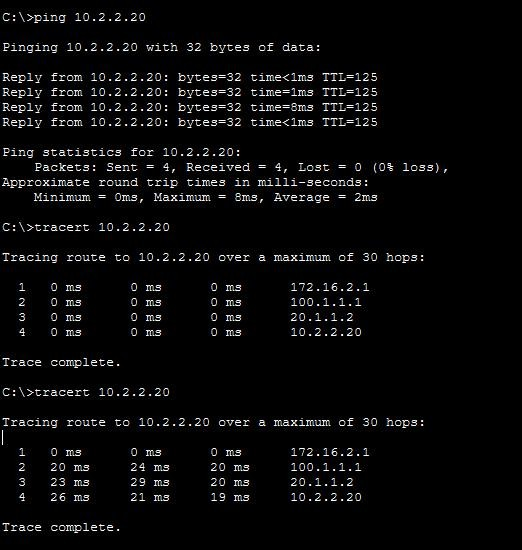 C:\>ping 10.2.2.20
Pinging 10.2.2.20 with 32 bytes of data:
Reply from 10.2.2.20: bytes=32 time<1ms TTL=125
Reply from 10.2.2.20: bytes=32 time=1ms TTL=125
Reply from 10.2.2.20: bytes=32 time=8ms TTL=125
Reply from 10.2.2.20: bytes=32 time<1ms TTL=125
Ping statistics for 10.2.2.20:
Packets: Sent = 4, Received = 4, Lost = 0 (0% loss),
Approximate round trip times in milli-seconds:
Minimum = 0ms, Maximum = 8ms, Average = 2ms
C:\>tracert 10.2.2.20
Tracing route to 10.2.2.20 over a maximum of 30 hops:
1 0 ms 0 ms 0 ms 172.16.2.1
2 0 ms 0 ms 0 ms 100.1.1.1
3 0 ms 0 ms 0 ms 20.1.1.2
4 0 ms 0 ms 0 ms 10.2.2.20
Trace complete.
C:\>tracert 10.2.2.20
Tracing route to 10.2.2.20 over a maximum of 30 hops:
1 0 ms 0 ms 0 ms 172.16.2.1
2 20 ms 24 ms 20 ms 100.1.1.1
3 23 ms 29 ms 20 ms 20.1.1.2
4 26 ms 21 ms 19 ms 10.2.2.20
Trace complete.